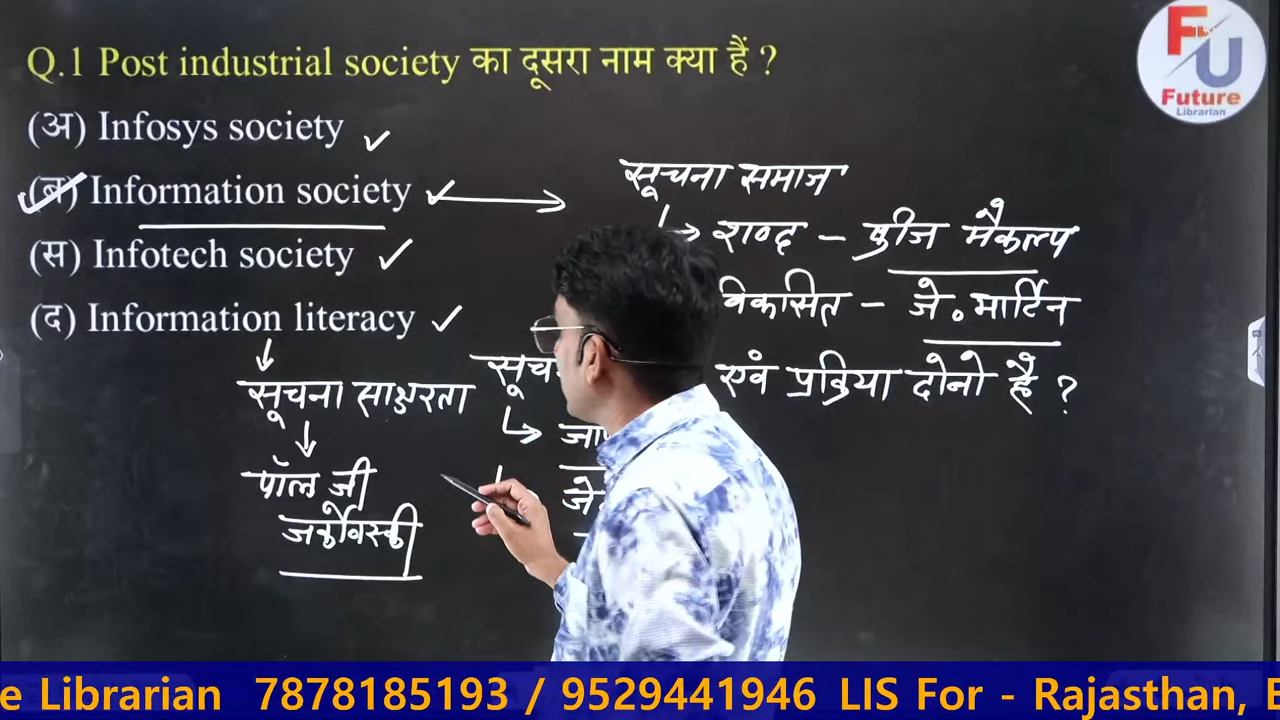 Q.1 Post industrial society का दूसरा नाम क्या हैं ?
(अ) Infosys society
(ब) Information society
(स) Infotech society
(द) Information literacy
सूचना समाज
शब्द - फ्रीज मैकल्प
विकसित - जे. मार्टिन
एवं प्रक्रिया दोनो है ?
सूचना साक्षरता
पॉल जी
जर्कोवस्की
FU
Future
Librarian
e Librarian 7878185193 / 9529441946 LIS For - Rajasthan,